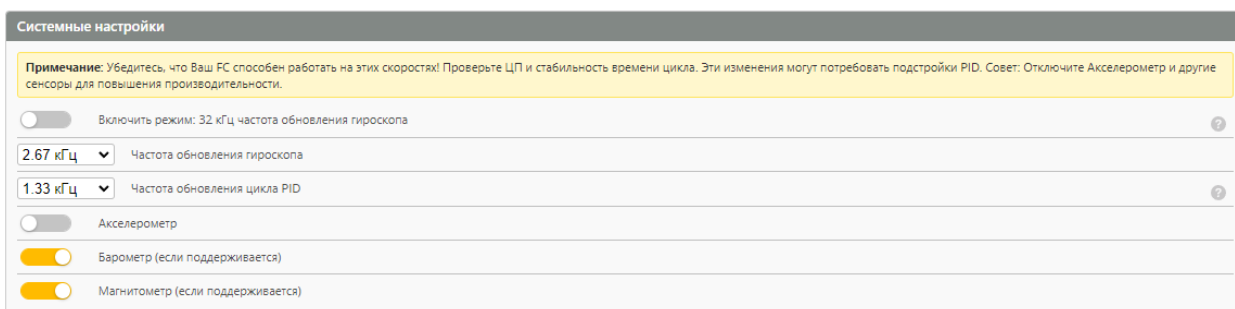 Системные настройки
Примечание: Убедитесь, что Ваш FC способен работать на этих скоростях! Проверьте ЦП и стабильность времени цикла. Эти изменения могут потребовать подстройки PID. Совет: Отключите Акселерометр и другие
сенсоры для повышения производительности.
Включить режим: 32 кГц частота обновления гироскопа ?
2.67 кГц Частота обновления гироскопа
1.33 кГц Частота обновления цикла PID ?
Акселерометр
Барометр (если поддерживается)
Магнитометр (если поддерживается)